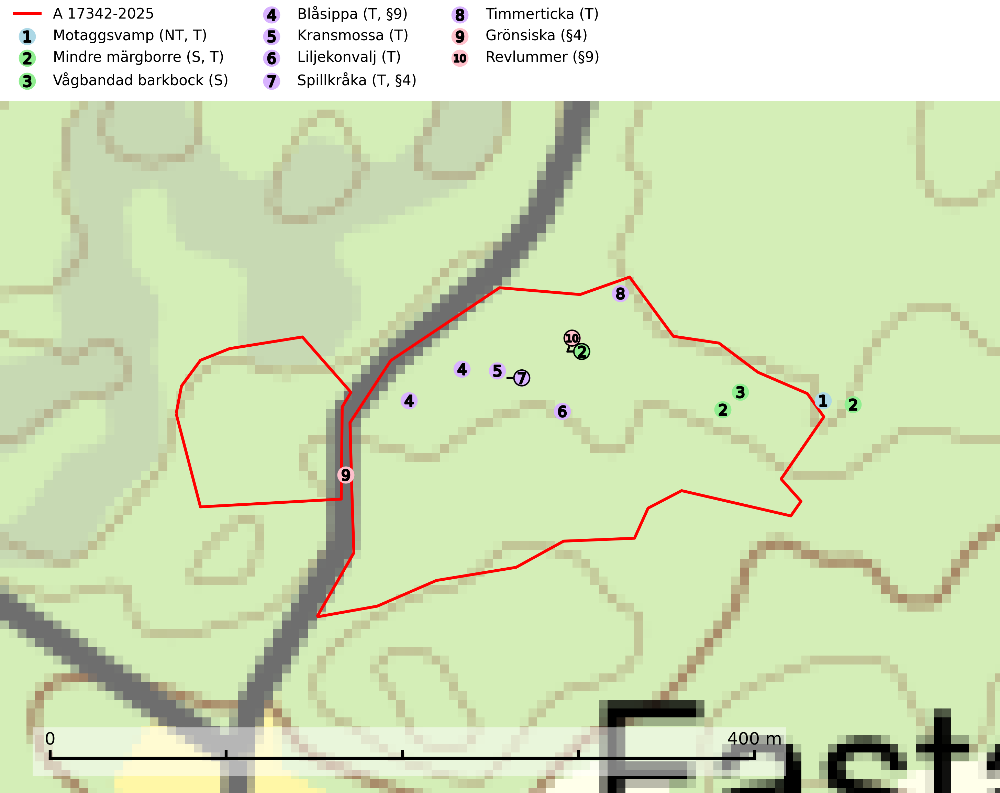 A 17342-2025
1 Motaggsvamp (NT, T)
2 Mindre märgborre (S, T)
3 Vågbandad barkbock (S)
4 Blåsippa (T, §9)
5 Kransmossa (T)
6 Liljekonvalj (T)
7 Spillkråka (T, §4)
8 Timmerticka (T)
9 Grönsiska (§4)
10 Revlummer (§9)
8
10
2
4
5
7
3
4
1
2
2
6
9
0
400 m